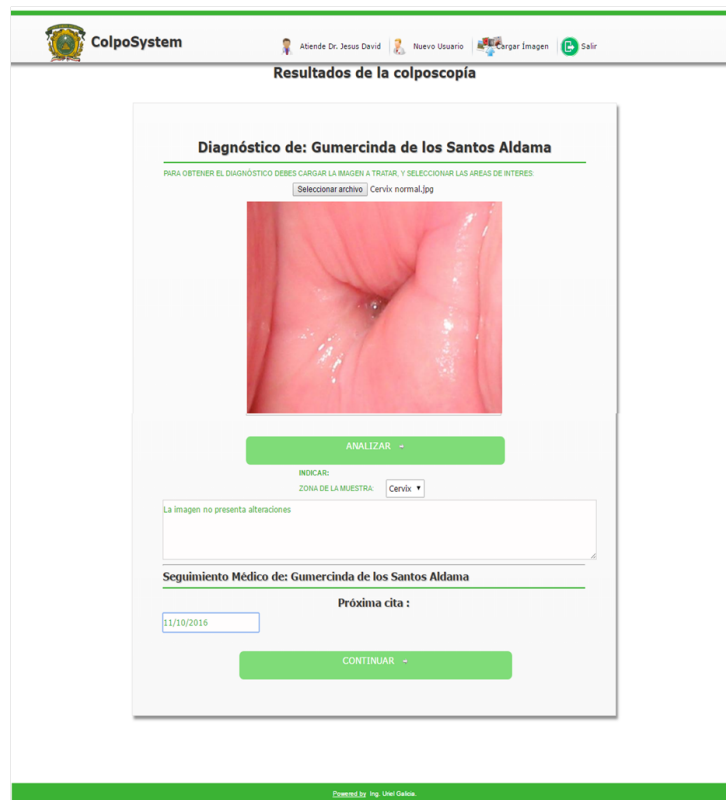 ColpoSystem
Atiende Dr. Jesus David
Nuevo Usuario
Cargar Imagen
Salir
Resultados de la colposcopía
Diagnóstico de: Gumercinda de los Santos Aldama
PARA OBTENER EL DIAGNÓSTICO DEBES CARGAR LA IMAGEN A TRATAR, Y SELECCIONAR LAS AREAS DE INTERES:
Seleccionar archivo Cervix normal.jpg
ANALIZAR
INDICAR:
ZONA DE LA MUESTRA: Cervix
La imagen no presenta alteraciones
Seguimiento Médico de: Gumercinda de los Santos Aldama
Próxima cita :
11/10/2016
CONTINUAR
Powered by Ing. Uriel Galicia.